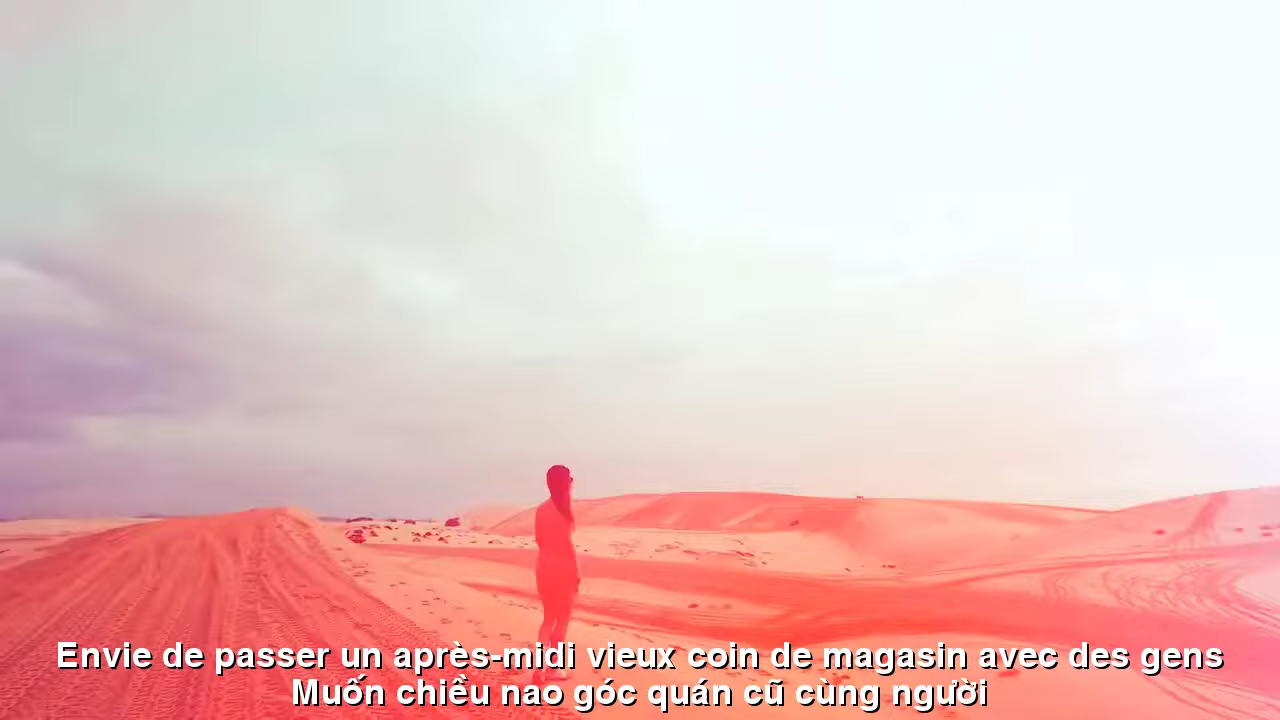 Envie de passer un après-midi vieux coin de magasin avec des gens
Muốn chiều nao góc quán cũ cùng người